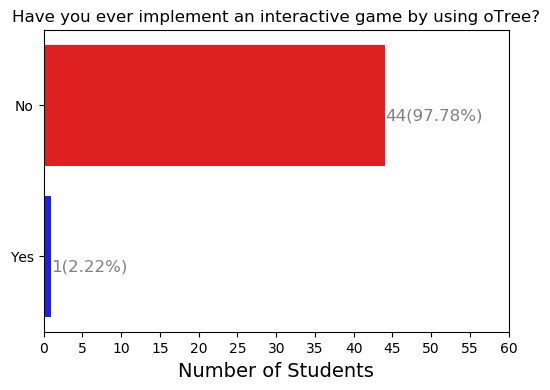 Have you ever implement an interactive game by using oTree?
No
44(97.78%)
Yes
1(2.22%)
0 5 10 15 20 25 30 35 40 45 50 55 60
Number of Students